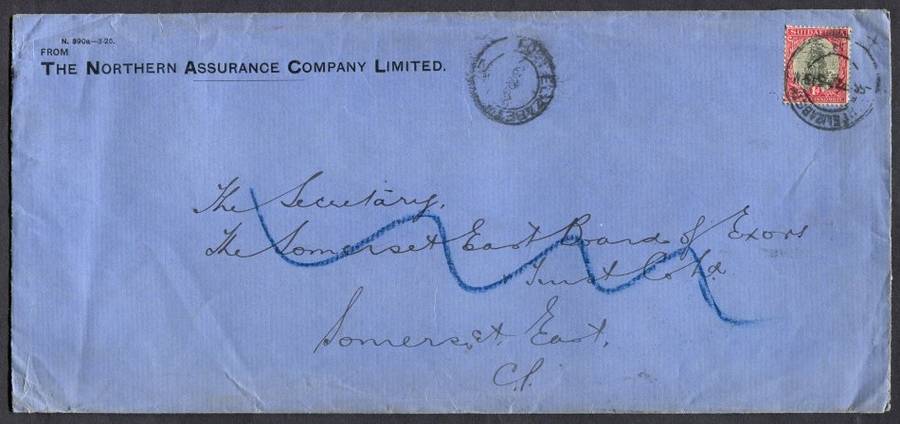 N. 890a—3-26.
FROM
THE NORTHERN ASSURANCE COMPANY LIMITED.
The Secretary,
The Somerset East Board of Exors
Trust Co Ld.
Somerset East.
C.P.